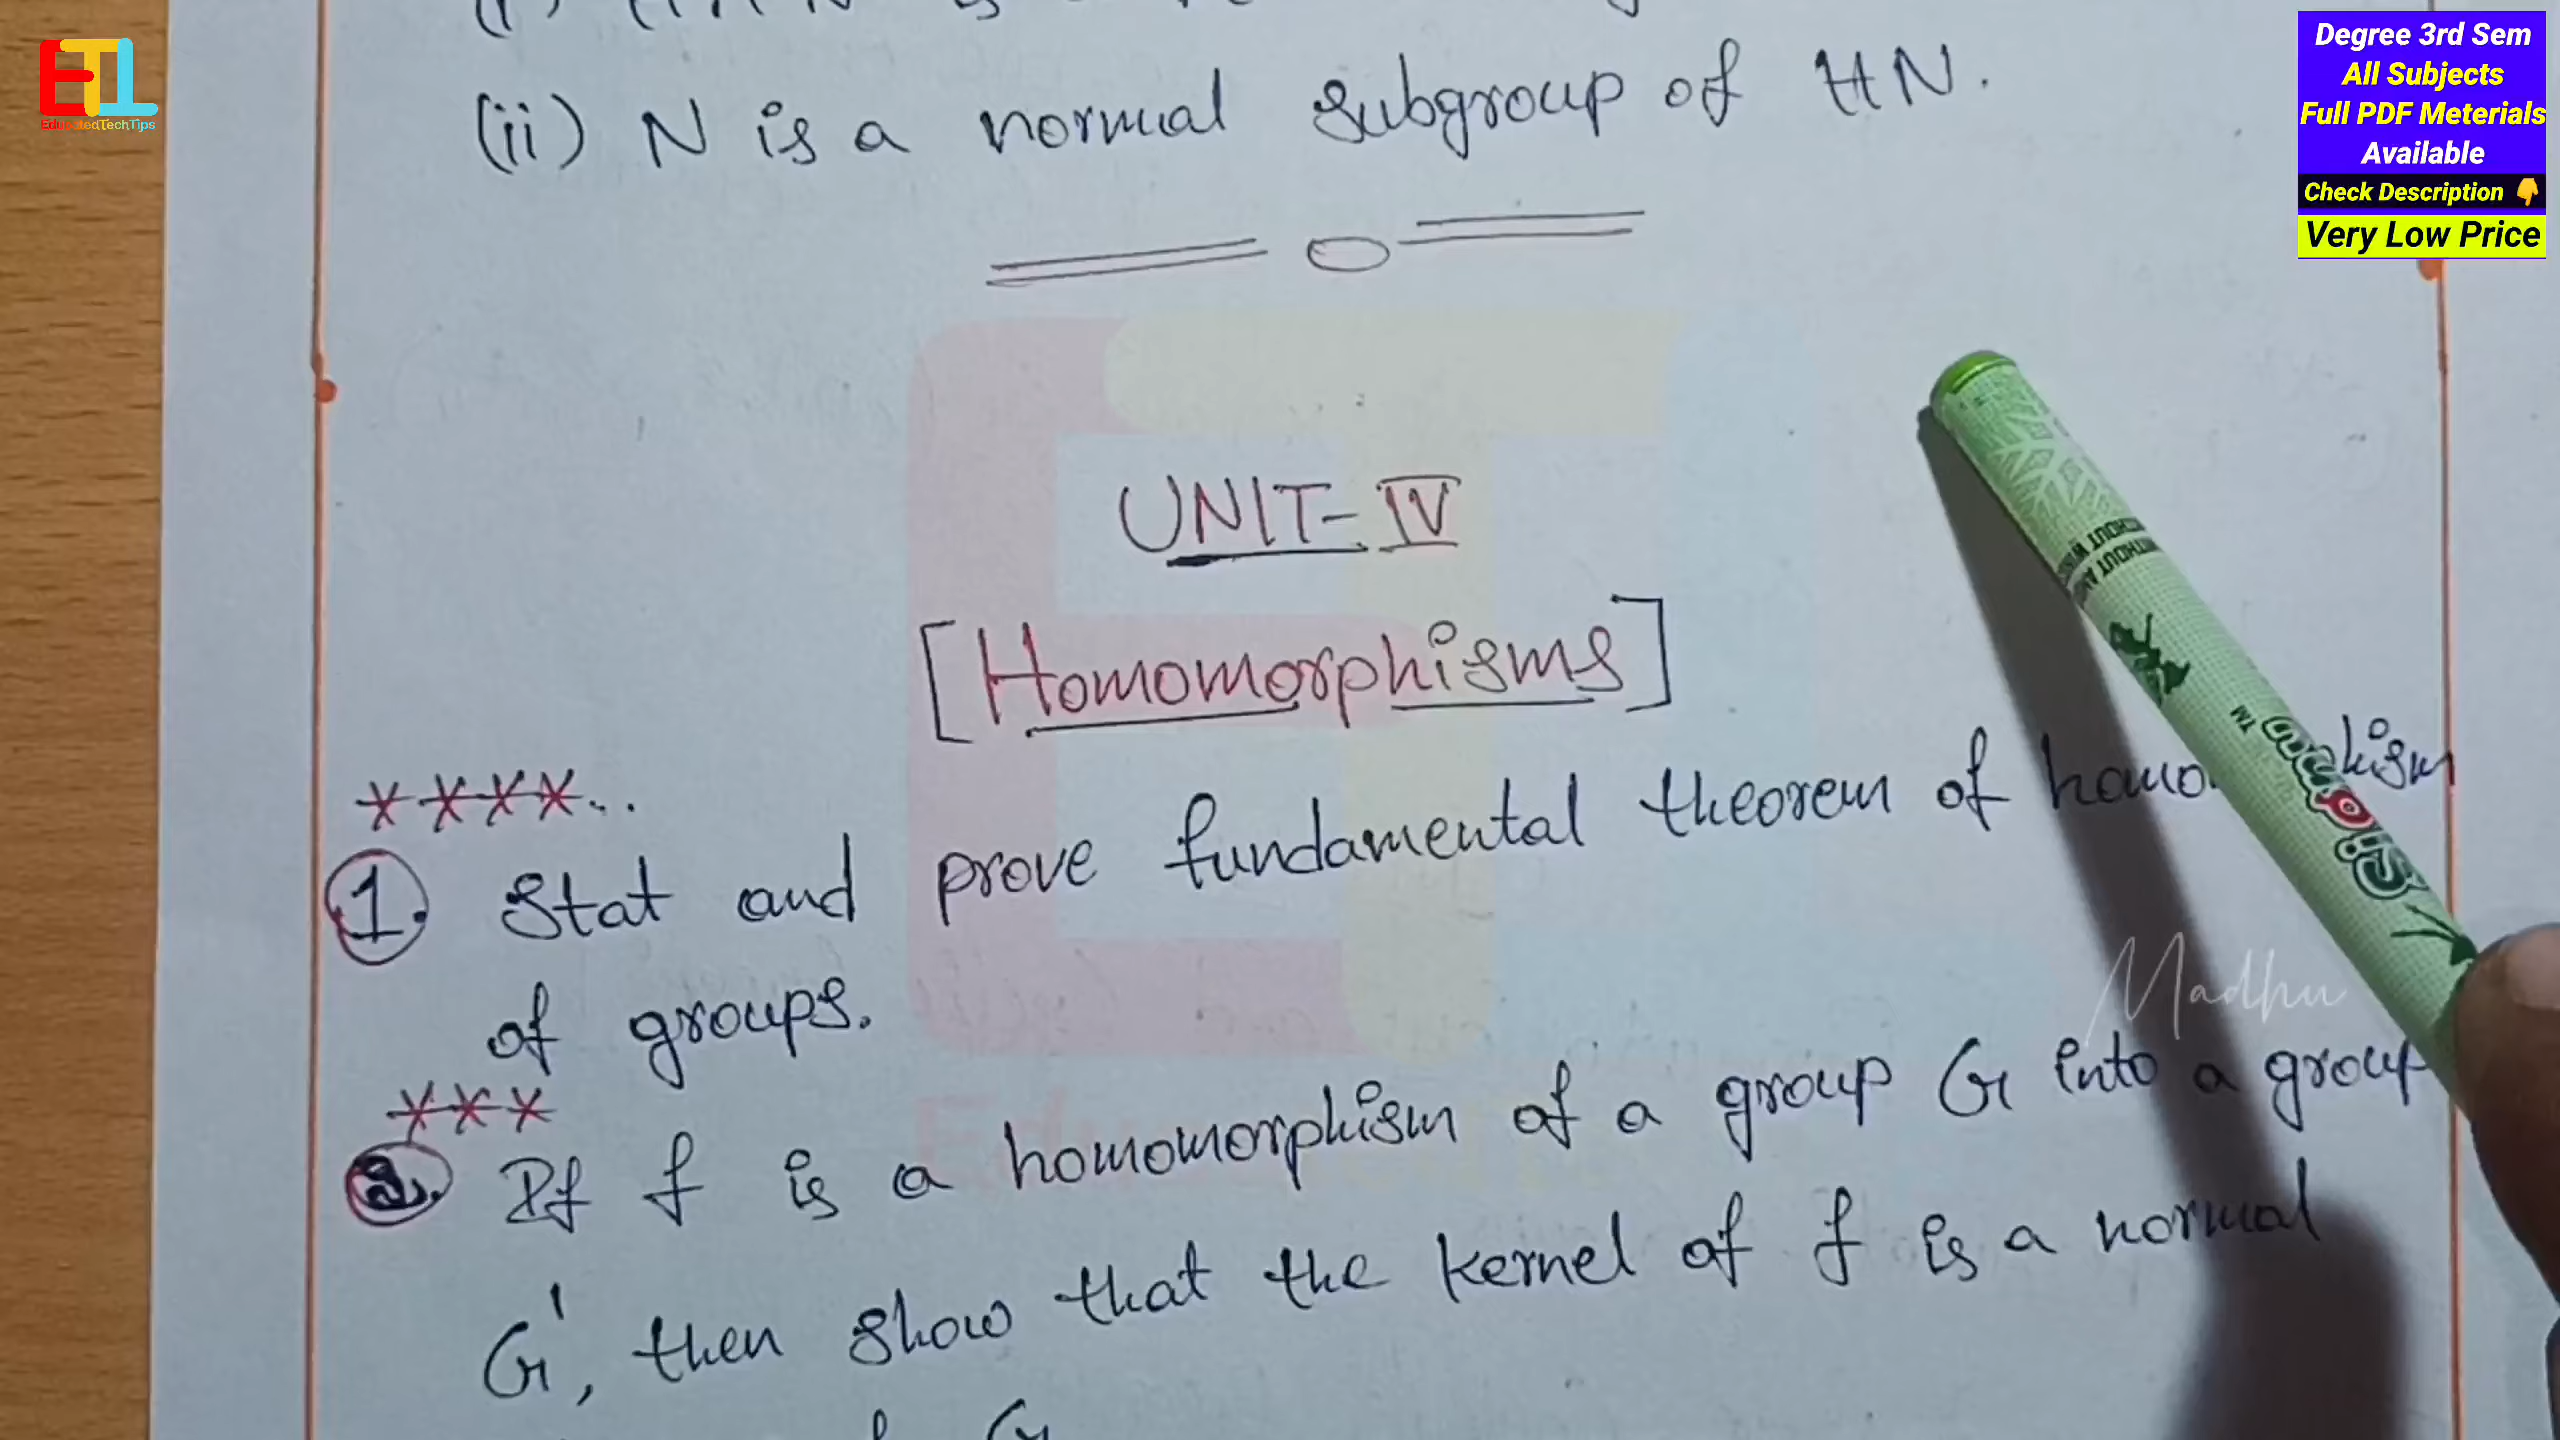 (ii) N is a normal subgroup of HN.
UNIT-IV
[Homomorphisms]
1. Stat and prove fundamental theorem of
of groups.
2. If f is a homomorphism of a group G into a group
G', then show that the kernel of f is a normal
G
ETL
EducatedTechTips
Degree 3rd Sem
All Subjects
Full PDF Meterials
Available
Check Description 👇
Very Low Price
Madhu
WITHOUT